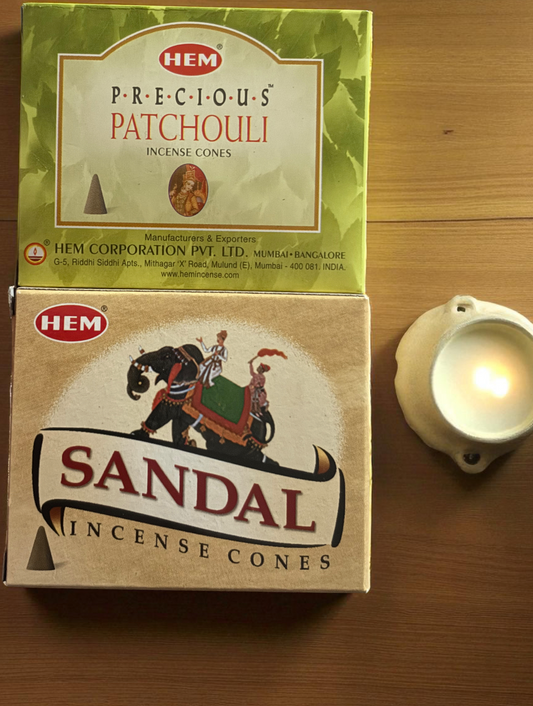 HEM®
P·R·E·C·I·O·U·S™
PATCHOULI
INCENSE CONES
Manufacturers & Exporters
® HEM CORPORATION PVT. LTD. MUMBAI•BANGALORE
G-5, Riddhi Siddhi Apts., Mithagar 'X' Road, Mulund (E), Mumbai - 400 081. INDIA.
www.hemincense.com
HEM®
SANDAL
INCENSE CONES